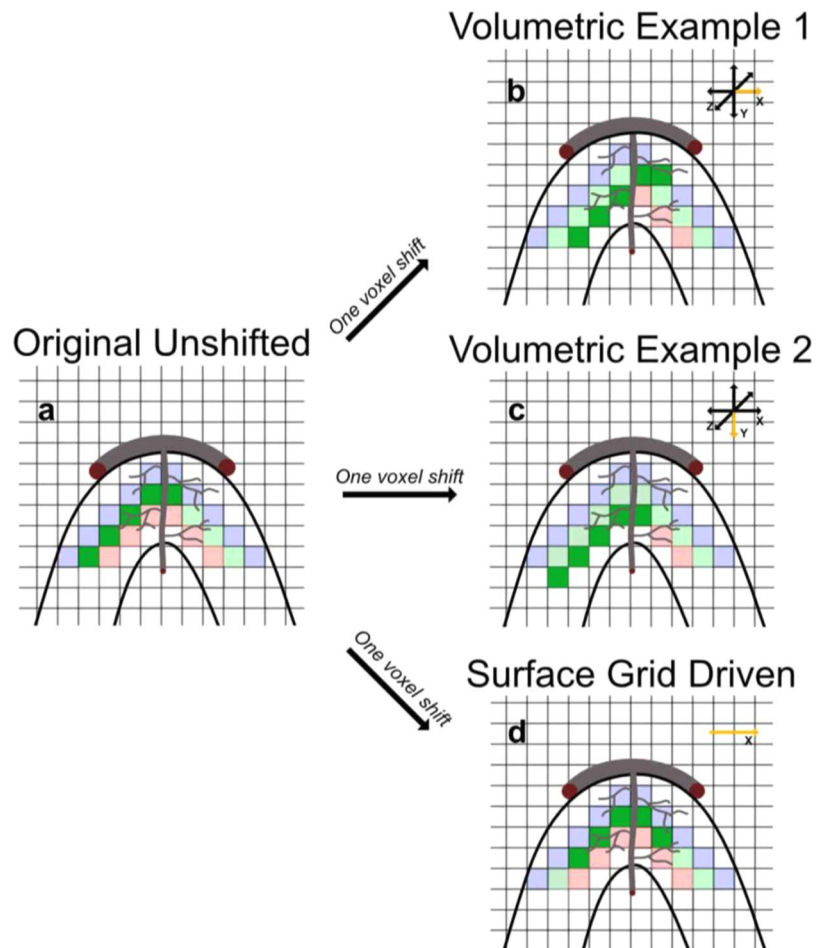 Volumetric Example 1
b
Z
X
Y
One voxel shift
Original Unshifted
a
Volumetric Example 2
c
Z
X
Y
One voxel shift
One voxel shift
Surface Grid Driven
d
X